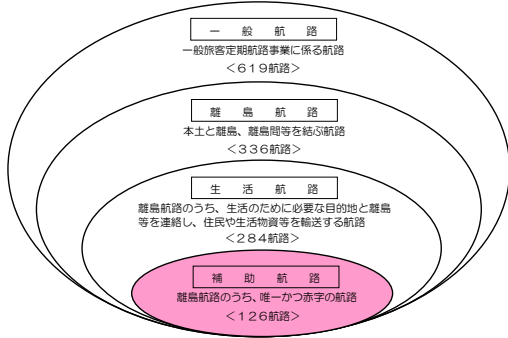 一般航路
一般旅客定期航路事業に係る航路
＜６１９航路＞
離島航路
本土と離島、離島間等を結ぶ航路
＜３３６航路＞
生活航路
離島航路のうち、生活のために必要な目的地と離島
等を連絡し、住民や生活物資等を輸送する航路
＜２８４航路＞
補助航路
離島航路のうち、唯一かつ赤字の航路
＜１２６航路＞